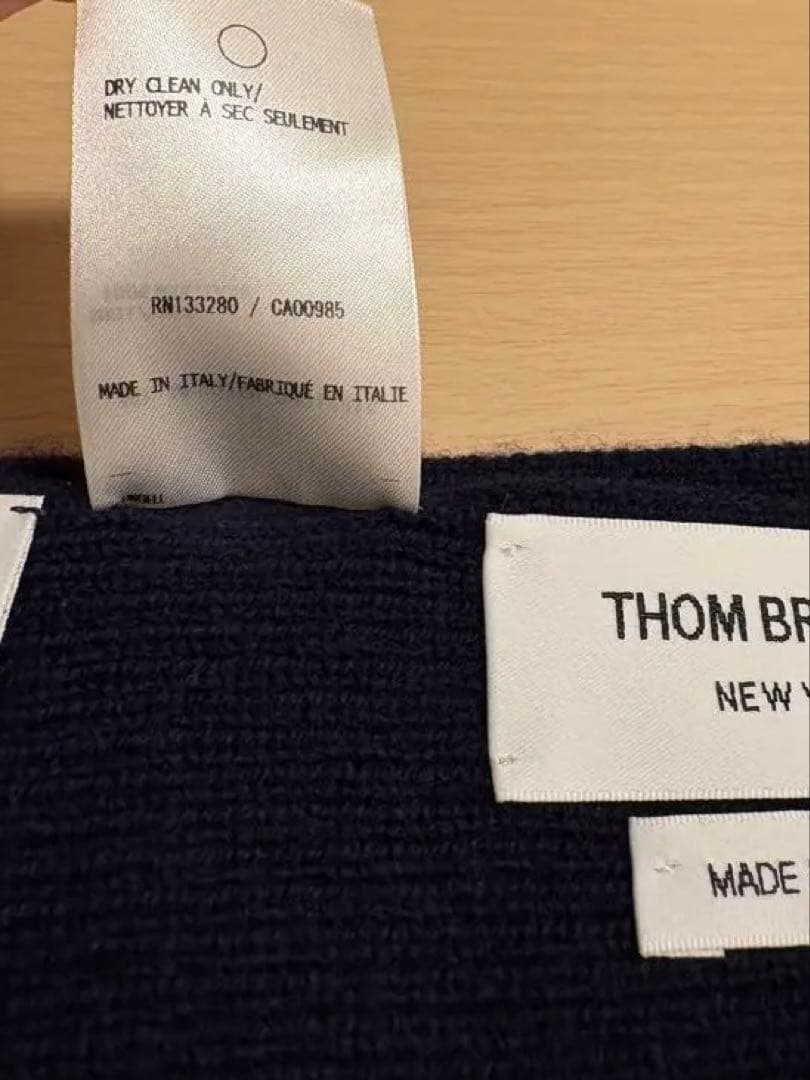 DRY CLEAN ONLY/
NETTOYER À SEC SEULEMENT
RN133280 / CA00985
MADE IN ITALY/FABRIQUÉ EN ITALIE
THOM BR
NEW Y
MADE